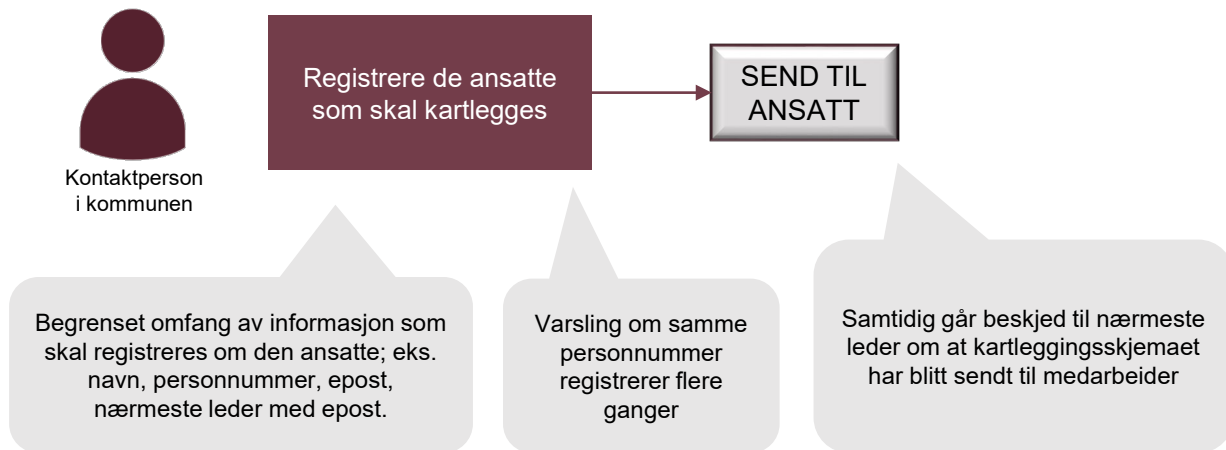 Registrere de ansatte
som skal kartlegges
SEND TIL
ANSATT
Kontaktperson
i kommunen
Begrenset omfang av informasjon som
skal registreres om den ansatte; eks.
navn, personnummer, epost,
nærmeste leder med epost.
Varsling om samme
personnummer
registrerer flere
ganger
Samtidig går beskjed til nærmeste
leder om at kartleggingsskjemaet
har blitt sendt til medarbeider